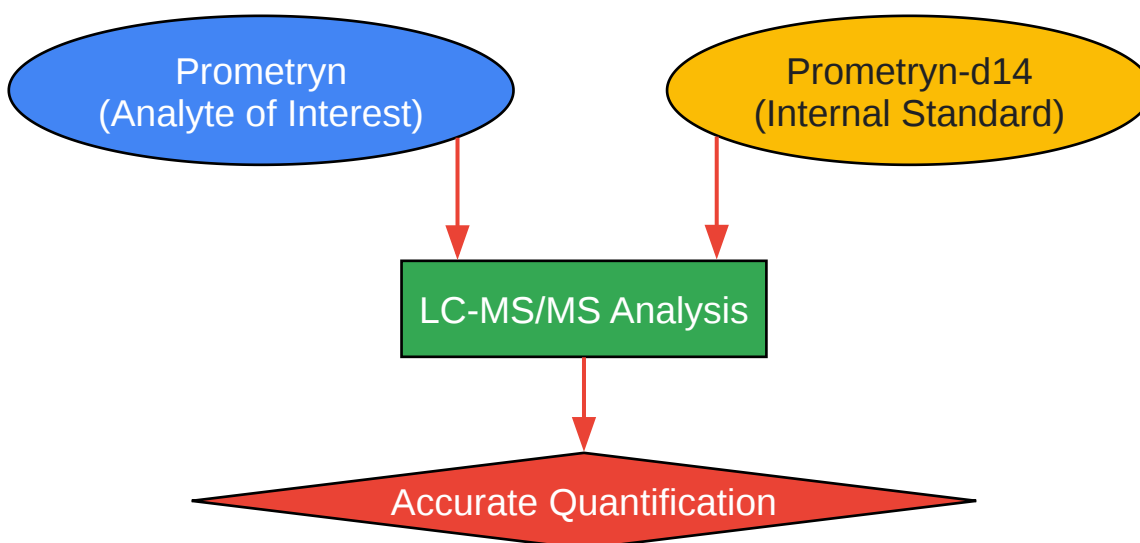 Prometryn
(Analyte of Interest)
Prometryn-d14
(Internal Standard)
LC-MS/MS Analysis
Accurate Quantification